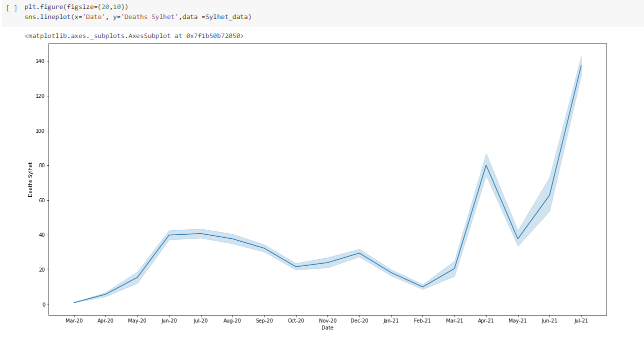 [ ] plt.figure(figsize=(20,10))
sns.lineplot(x='Date', y='Deaths Sylhet',data =Sylhet_data)
<matplotlib.axes._subplots.AxesSubplot at 0x7f1b50b72050>
140
120
100
80
60
40
20
0
Deaths Sylhet
Mar-20 Apr-20 May-20 Jun-20 Jul-20 Aug-20 Sep-20 Oct-20 Nov-20 Dec-20 Jan-21 Feb-21 Mar-21 Apr-21 May-21 Jun-21 Jul-21
Date